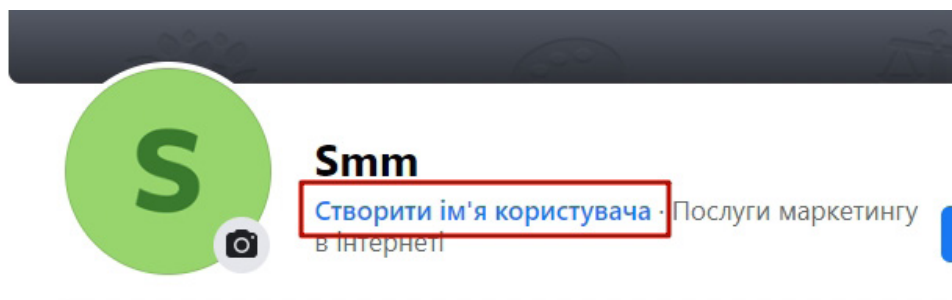 S
Smm
Створити ім'я користувача · Послуги маркетингу
в Інтернеті